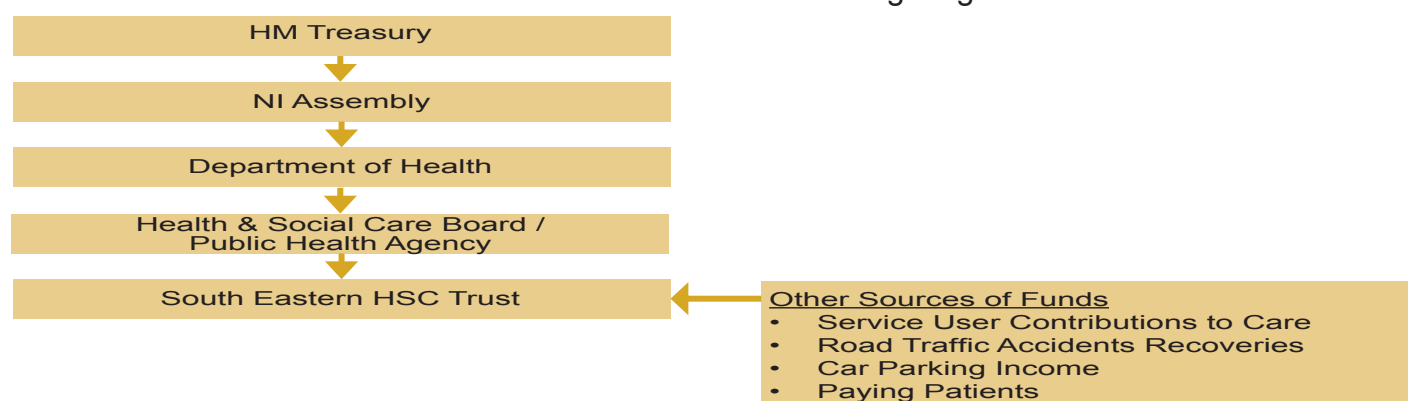 HM Treasury
NI Assembly
Department of Health
Health & Social Care Board /
Public Health Agency
South Eastern HSC Trust
Other Sources of Funds
• Service User Contributions to Care
• Road Traffic Accidents Recoveries
• Car Parking Income
• Paying Patients